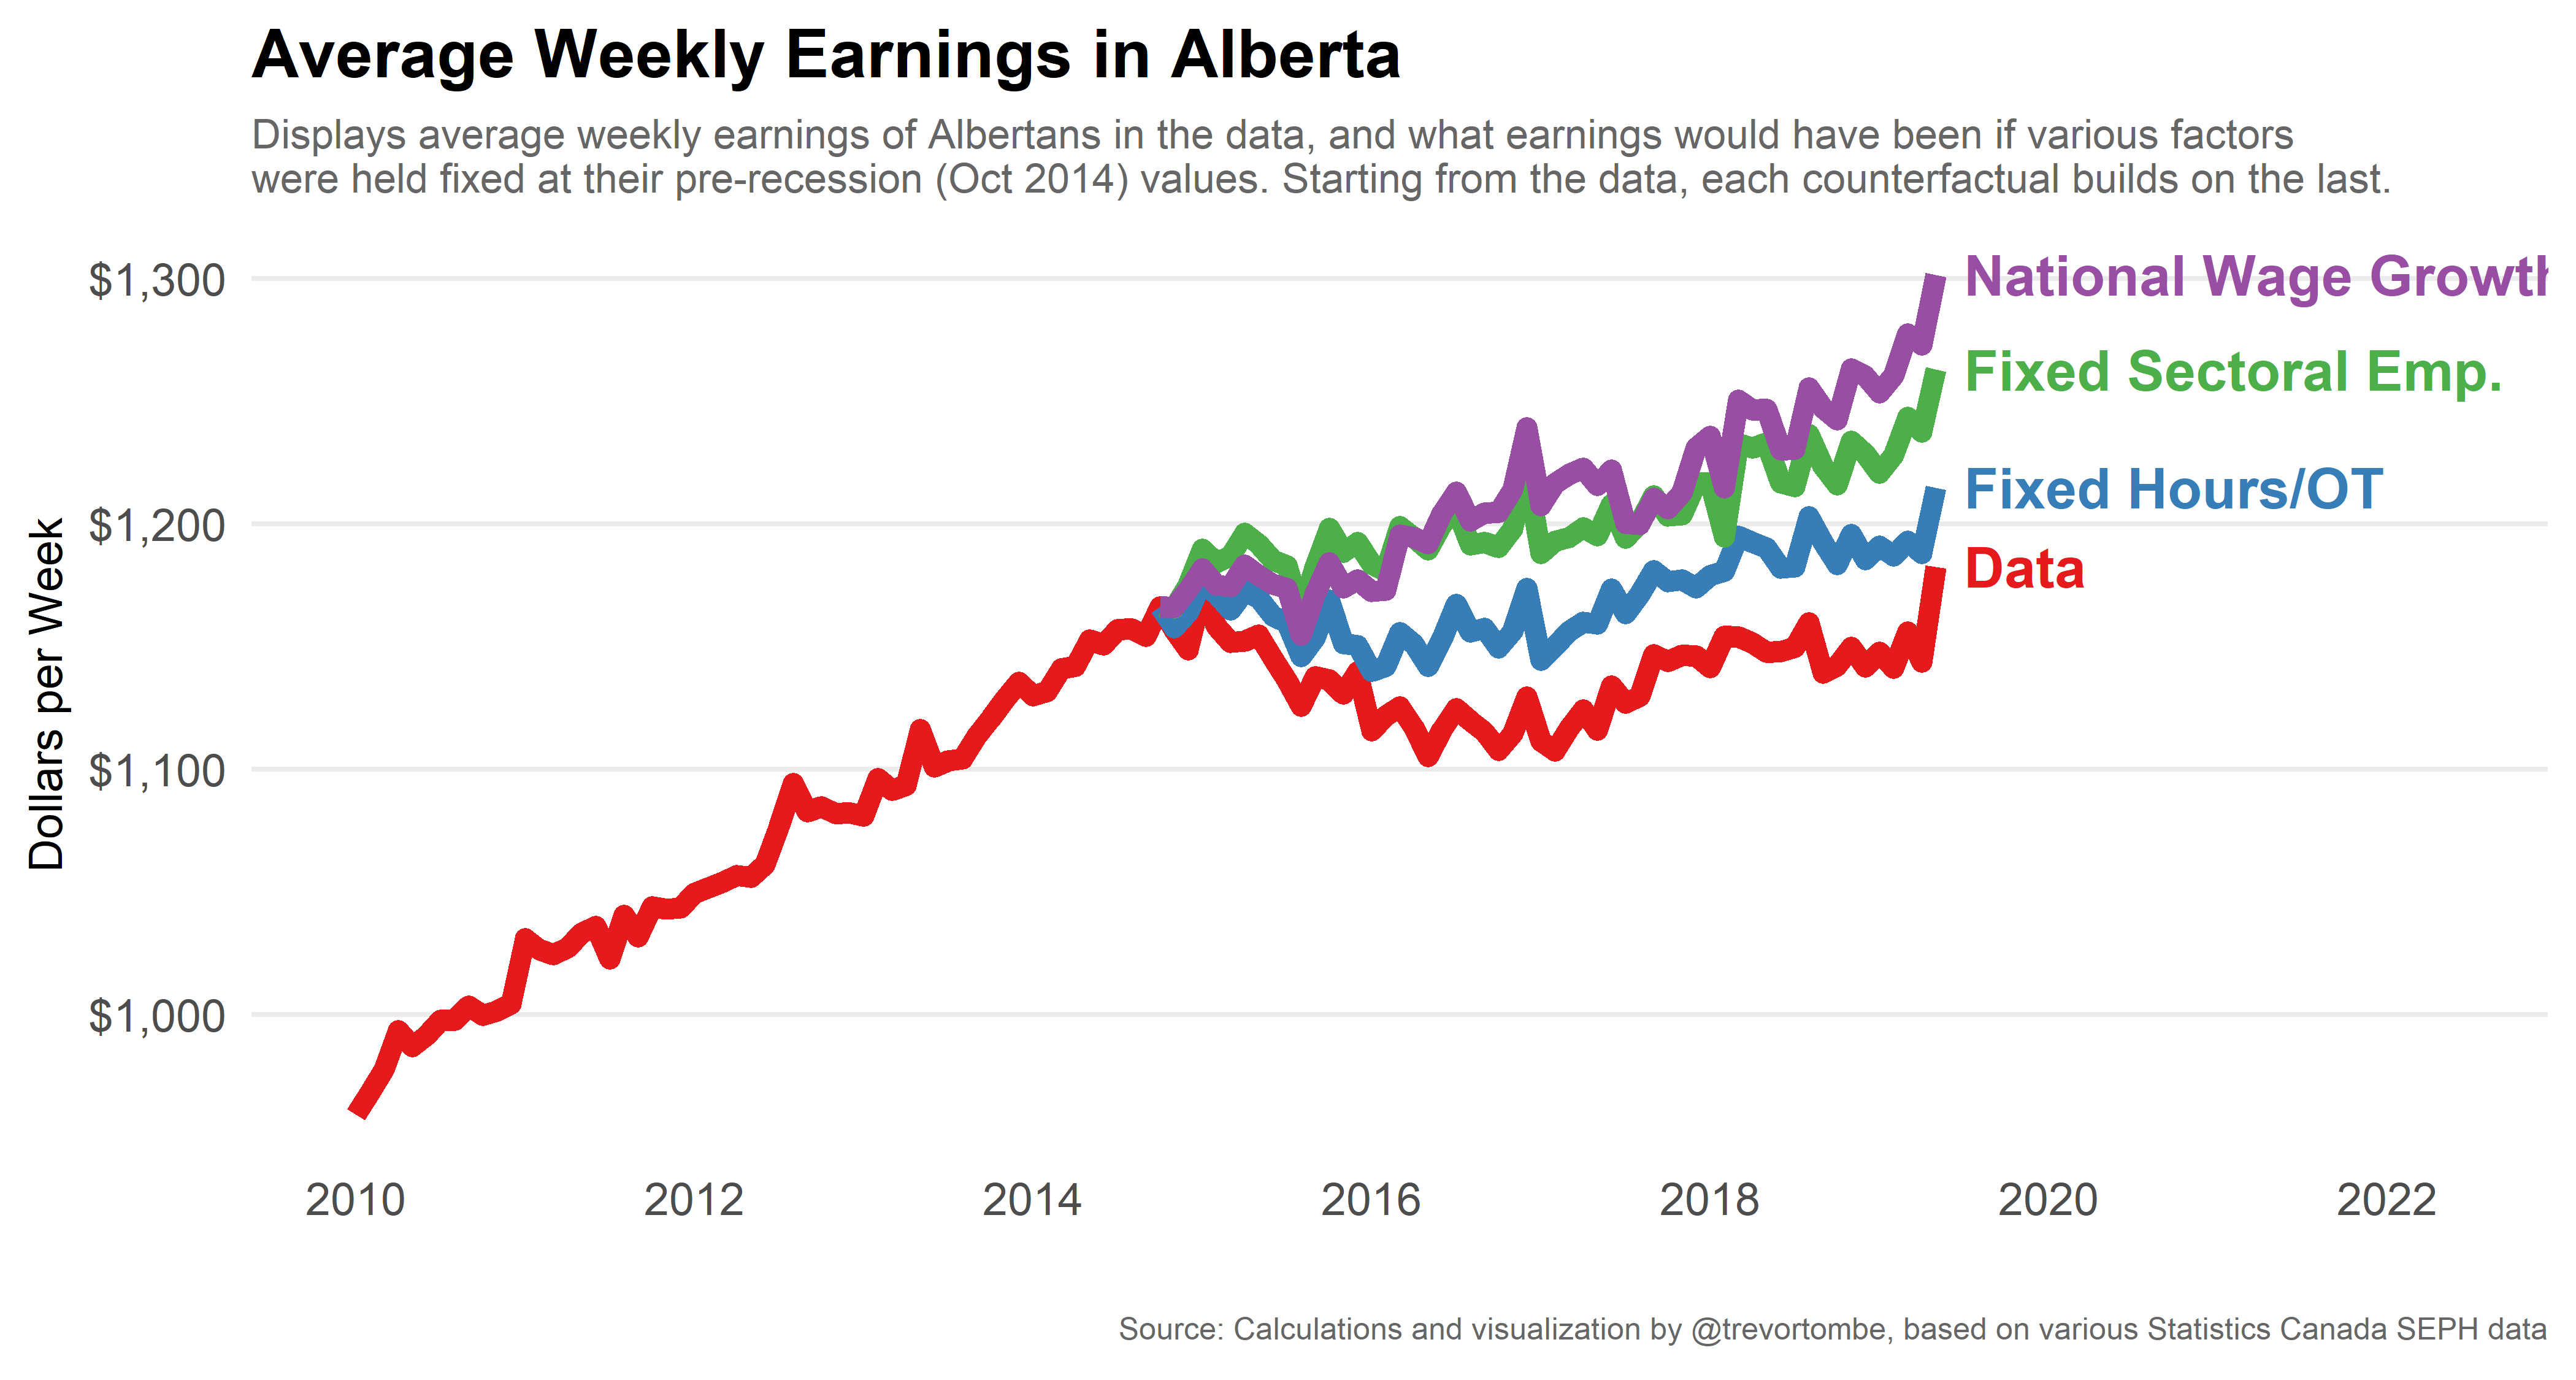 Average Weekly Earnings in Alberta
Displays average weekly earnings of Albertans in the data, and what earnings would have been if various factors
were held fixed at their pre-recession (Oct 2014) values. Starting from the data, each counterfactual builds on the last.
$1,300
National Wage Growth
Fixed Sectoral Emp.
Fixed Hours/OT
$1,200
Data
Dollars per Week
$1,100
$1,000
2010 2012 2014 2016 2018 2020 2022
Source: Calculations and visualization by @trevortombe, based on various Statistics Canada SEPH data